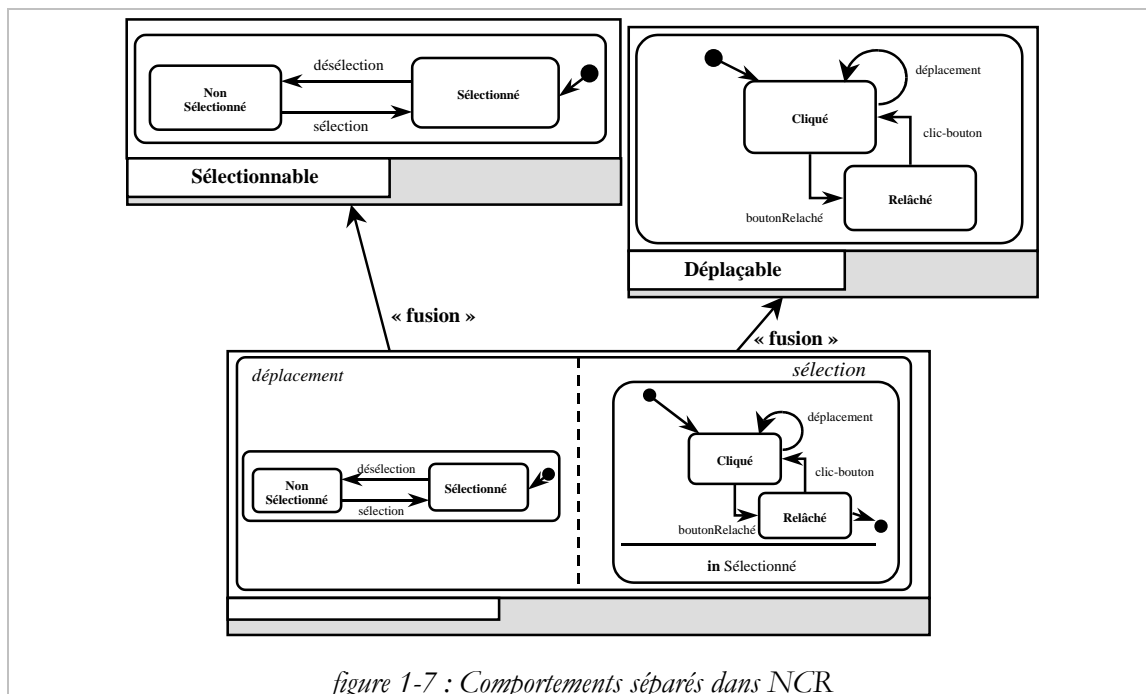 désélection
Non
Sélectionné
Sélectionné
sélection
Sélectionnable
déplacement
Cliqué
clic-bouton
Relâché
boutonRelaché
Déplaçable
« fusion »
« fusion »
déplacement
désélection
Non
Sélectionné
Sélectionné
sélection
sélection
déplacement
Cliqué
clic-bouton
Relâché
boutonRelaché
in Sélectionné
figure 1-7 : Comportements séparés dans NCR